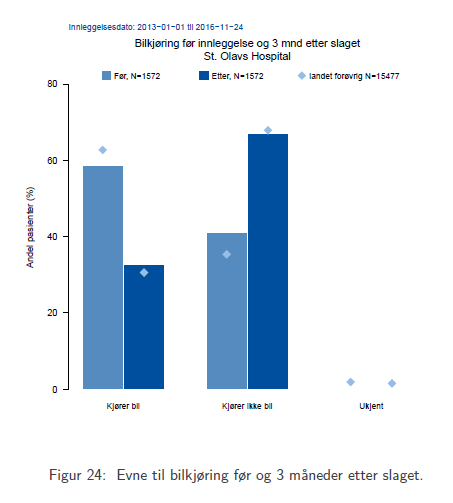 Innleggelsesdato: 2013−01−01 til 2016−11−24
Bilkjøring før innleggelse og 3 mnd etter slaget
St. Olavs Hospital
Før, N=1572 Etter, N=1572 landet forøvrig N=15477
Andel pasienter (%)
80
60
40
20
0
Kjører bil Kjører ikke bil Ukjent
Figur 24: Evne til bilkjøring før og 3 måneder etter slaget.